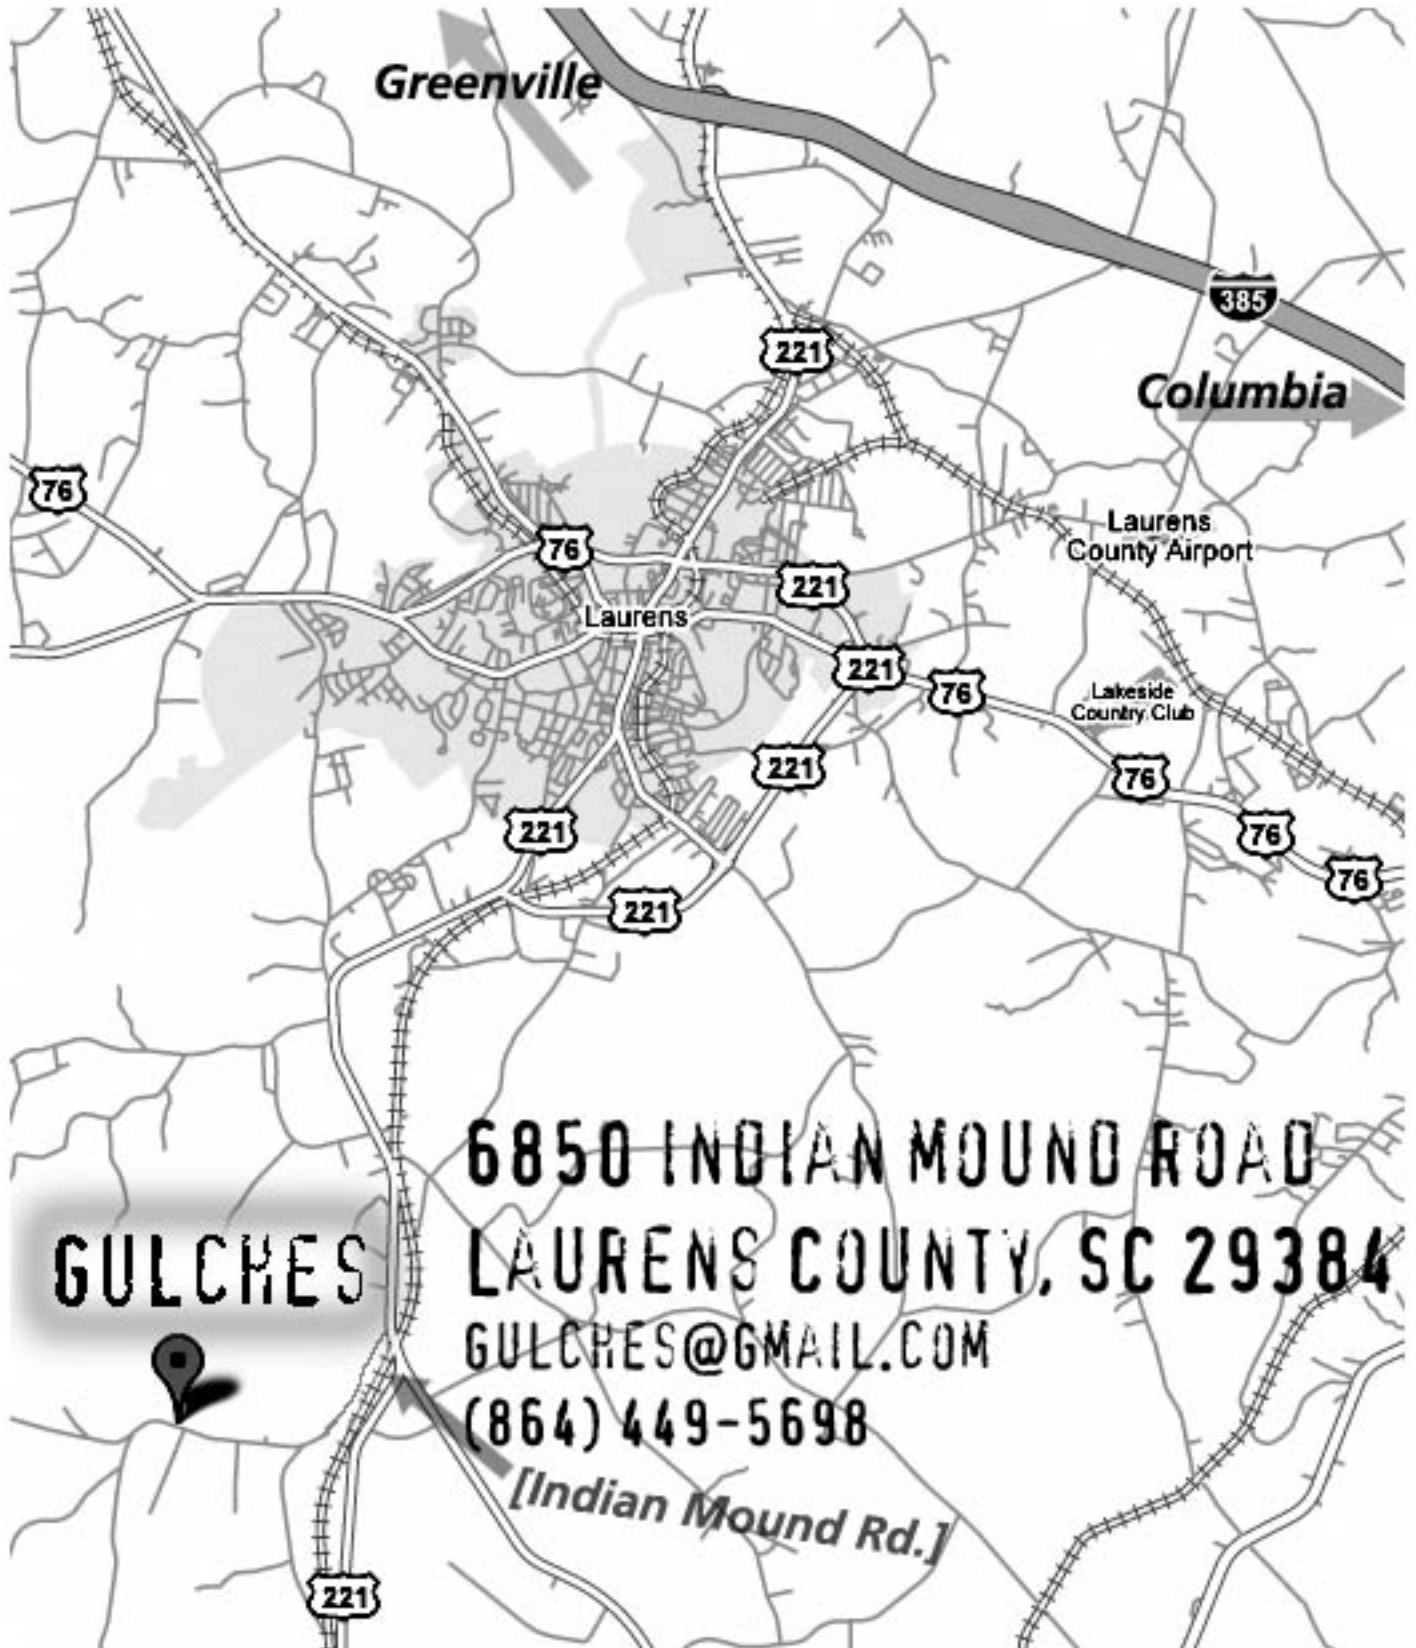 Greenville
385
221
Columbia
76
Laurens
County Airport
76
221
Laurens
221
76
Lakeside
Country Club
221
76
221
76
76
221
6850 INDIAN MOUND ROAD
LAURENS COUNTY, SC 29384
GULCHES
GULCHES@GMAIL.COM
(864) 449-5698
[Indian Mound Rd.]
221